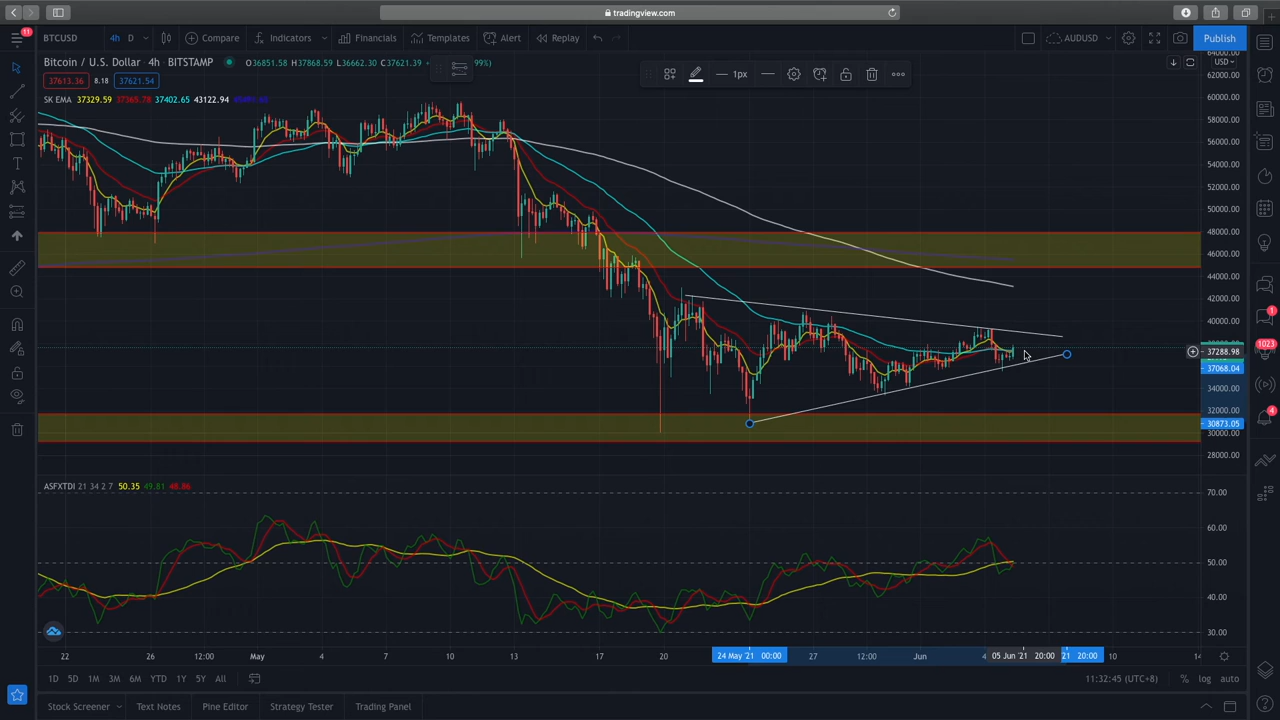 tradingview.com
11
BTCUSD
4h
D
Compare
Indicators
Financials
Templates
Alert
Replay
AUDUSD
Publish
Bitcoin / U.S. Dollar 4h BITSTAMP
O36851.58 H37868.59 L36662.30 C37621.39
99%)
1px
USD
37613.36
8.18
37621.54
SK EMA 37329.59 37365.78 37402.65 43122.94
62000.00
60000.00
58000.00
56000.00
54000.00
52000.00
50000.00
48000.00
46000.00
44000.00
42000.00
40000.00
37288.98
37068.04
34000.00
32000.00
30873.05
30000.00
28000.00
1023
4
ASFXTDI 21 34 2 7 50.35 49.81 48.86
70.00
60.00
50.00
40.00
30.00
22
26
12:00
May
4
7
10
13
17
20
24 May '21 00:00
27
12:00
Jun
4
05 Jun '21 20:00
21 20:00
10
1D
5D
1M
3M
6M
YTD
1Y
5Y
All
11:32:45 (UTC+8)
%
log
auto
Stock Screener
Text Notes
Pine Editor
Strategy Tester
Trading Panel